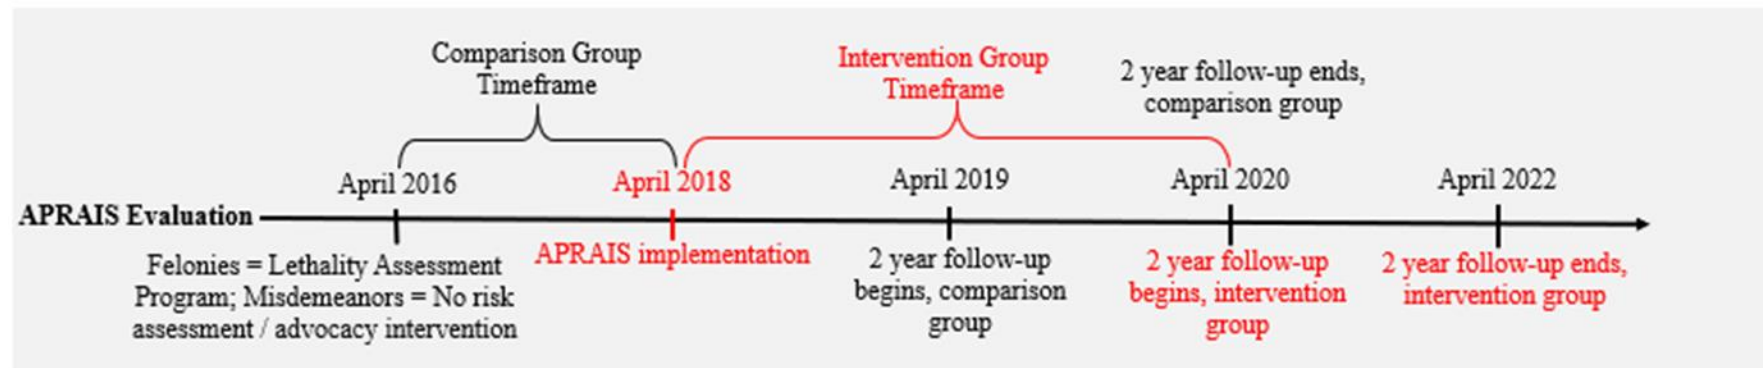 Comparison Group
Timeframe
Intervention Group
Timeframe
2 year follow-up ends,
comparison group
April 2016
April 2018
April 2019
April 2020
April 2022
APRAIS Evaluation
Felonies = Lethality Assessment
Program; Misdemeanors = No risk
assessment / advocacy intervention
APRAIS implementation
2 year follow-up
begins, comparison
group
2 year follow-up
begins, intervention
group
2 year follow-up ends,
intervention group